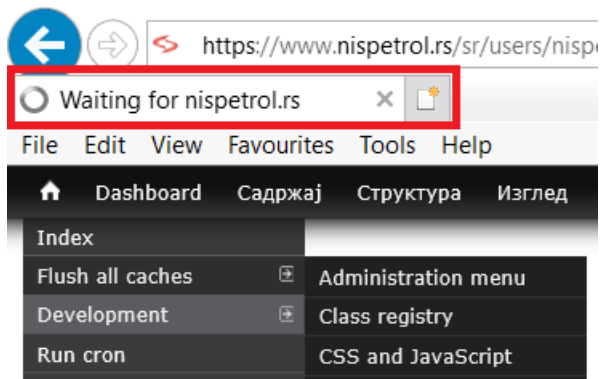 https://www.nispetrol.rs/sr/users/nisp
Waiting for nispetrol.rs
File Edit View Favourites Tools Help
Dashboard Садржај Структура Изглед
Index
Flush all caches
Administration menu
Development
Class registry
Run cron
CSS and JavaScript